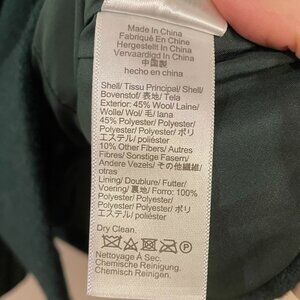 Made In China
Fabriqué En Chine
Hergestellt In China
Vervaardigd In China
中国製
hecho en china
Shell/ Tissu Principal/ Shell/
Bovenstof/ 表地/ Tela
Exterior: 45% Wool/ Laine/
Wolle/ Wol/ 毛/ lana
45% Polyester/ Polyester/
Polyester/ Polyester/ ポリ
エステル/ poliéster
10% Other Fibers/ Autres
Fibres/ Sonstige Fasern/
Andere Vezels/ その他繊維/
otras
Lining/ Doublure/ Futter/
Voering/ 裏地/ Forro: 100%
Polyester/ Polyester/
Polyester/ Polyester/ ポリ
エステル/ poliéster
Dry Clean.
P
Nettoyage À Sec.
Chemische Reinigung.
Chemisch Reinigen.